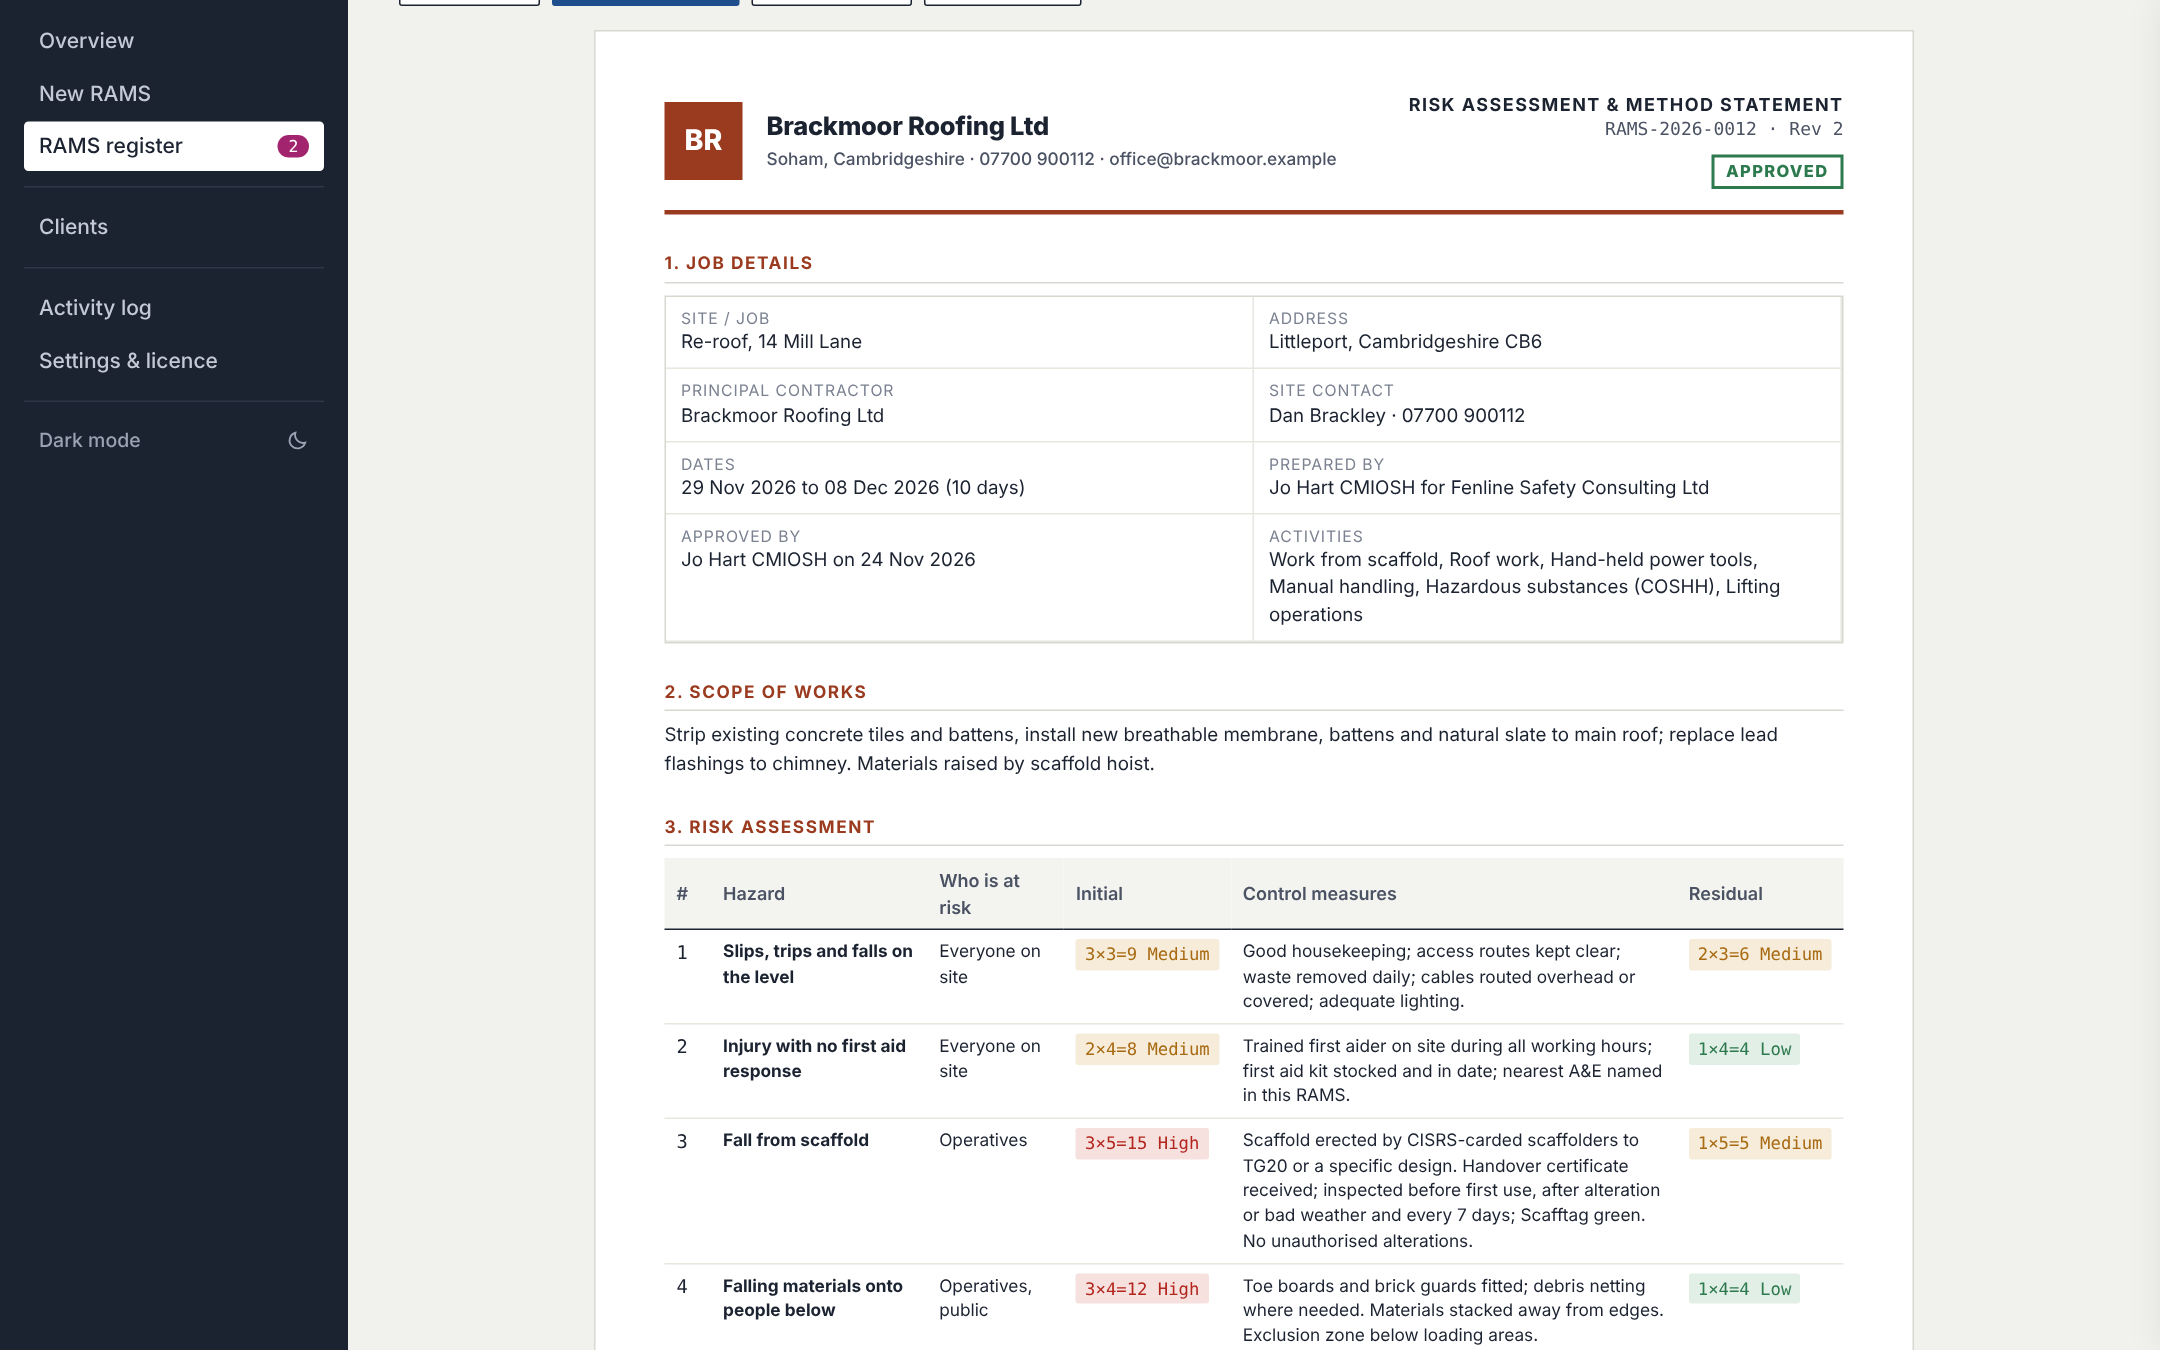 Overview
New RAMS
RAMS register 2
Clients
Activity log
Settings & licence
Dark mode
BR
Brackmoor Roofing Ltd
Soham, Cambridgeshire · 07700 900112 · office@brackmoor.example
RISK ASSESSMENT & METHOD STATEMENT
RAMS-2026-0012 · Rev 2
APPROVED
1. JOB DETAILS
SITE / JOB
Re-roof, 14 Mill Lane
ADDRESS
Littleport, Cambridgeshire CB6
PRINCIPAL CONTRACTOR
Brackmoor Roofing Ltd
SITE CONTACT
Dan Brackley · 07700 900112
DATES
29 Nov 2026 to 08 Dec 2026 (10 days)
PREPARED BY
Jo Hart CMIOSH for Fenline Safety Consulting Ltd
APPROVED BY
Jo Hart CMIOSH on 24 Nov 2026
ACTIVITIES
Work from scaffold, Roof work, Hand-held power tools,
Manual handling, Hazardous substances (COSHH), Lifting
operations
2. SCOPE OF WORKS
Strip existing concrete tiles and battens, install new breathable membrane, battens and natural slate to main roof; replace lead
flashings to chimney. Materials raised by scaffold hoist.
3. RISK ASSESSMENT
#
Hazard
Who is at
risk
Initial
Control measures
Residual
1
Slips, trips and falls on
the level
Everyone on
site
3×3=9 Medium
Good housekeeping; access routes kept clear;
waste removed daily; cables routed overhead or
covered; adequate lighting.
2×3=6 Medium
2
Injury with no first aid
response
Everyone on
site
2×4=8 Medium
Trained first aider on site during all working hours;
first aid kit stocked and in date; nearest A&E named
in this RAMS.
1×4=4 Low
3
Fall from scaffold
Operatives
3×5=15 High
Scaffold erected by CISRS-carded scaffolders to
TG20 or a specific design. Handover certificate
received; inspected before first use, after alteration
or bad weather and every 7 days; Scafftag green.
No unauthorised alterations.
1×5=5 Medium
4
Falling materials onto
people below
Operatives,
public
3×4=12 High
Toe boards and brick guards fitted; debris netting
where needed. Materials stacked away from edges.
Exclusion zone below loading areas.
1×4=4 Low